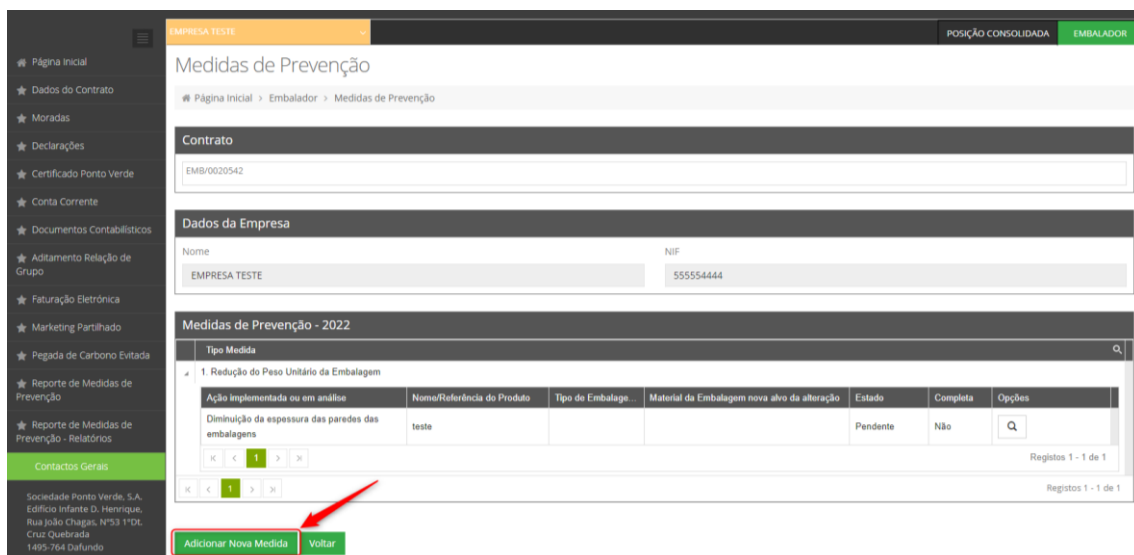 EMPRESA TESTE
POSIÇÃO CONSOLIDADA
EMBALADOR
Página Inicial
Dados do Contrato
Moradas
Declarações
Certificado Ponto Verde
Conta Corrente
Documentos Contabilísticos
Aditamento Relação de
Grupo
Faturação Eletrónica
Marketing Partilhado
Pegada de Carbono Evitada
Reporte de Medidas de
Prevenção
Reporte de Medidas de
Prevenção - Relatórios
Contactos Gerais
Sociedade Ponto Verde, S.A.
Edifício Infante D. Henrique,
Rua João Chagas, Nº53 1ºDt.
Cruz Quebrada
1495-764 Dafundo
Medidas de Prevenção
Página Inicial > Embalador > Medidas de Prevenção
Contrato
EMB/0020542
Dados da Empresa
Nome
NIF
EMPRESA TESTE
555554444
Medidas de Prevenção - 2022
Tipo Medida
1. Redução do Peso Unitário da Embalagem
Ação implementada ou em análise
Nome/Referência do Produto
Tipo de Embalage...
Material da Embalagem nova alvo da alteração
Estado
Completa
Opções
Diminuição da espessura das paredes das
embalagens
teste
Pendente
Não
1
Registos 1 - 1 de 1
1
Registos 1 - 1 de 1
Adicionar Nova Medida
Voltar